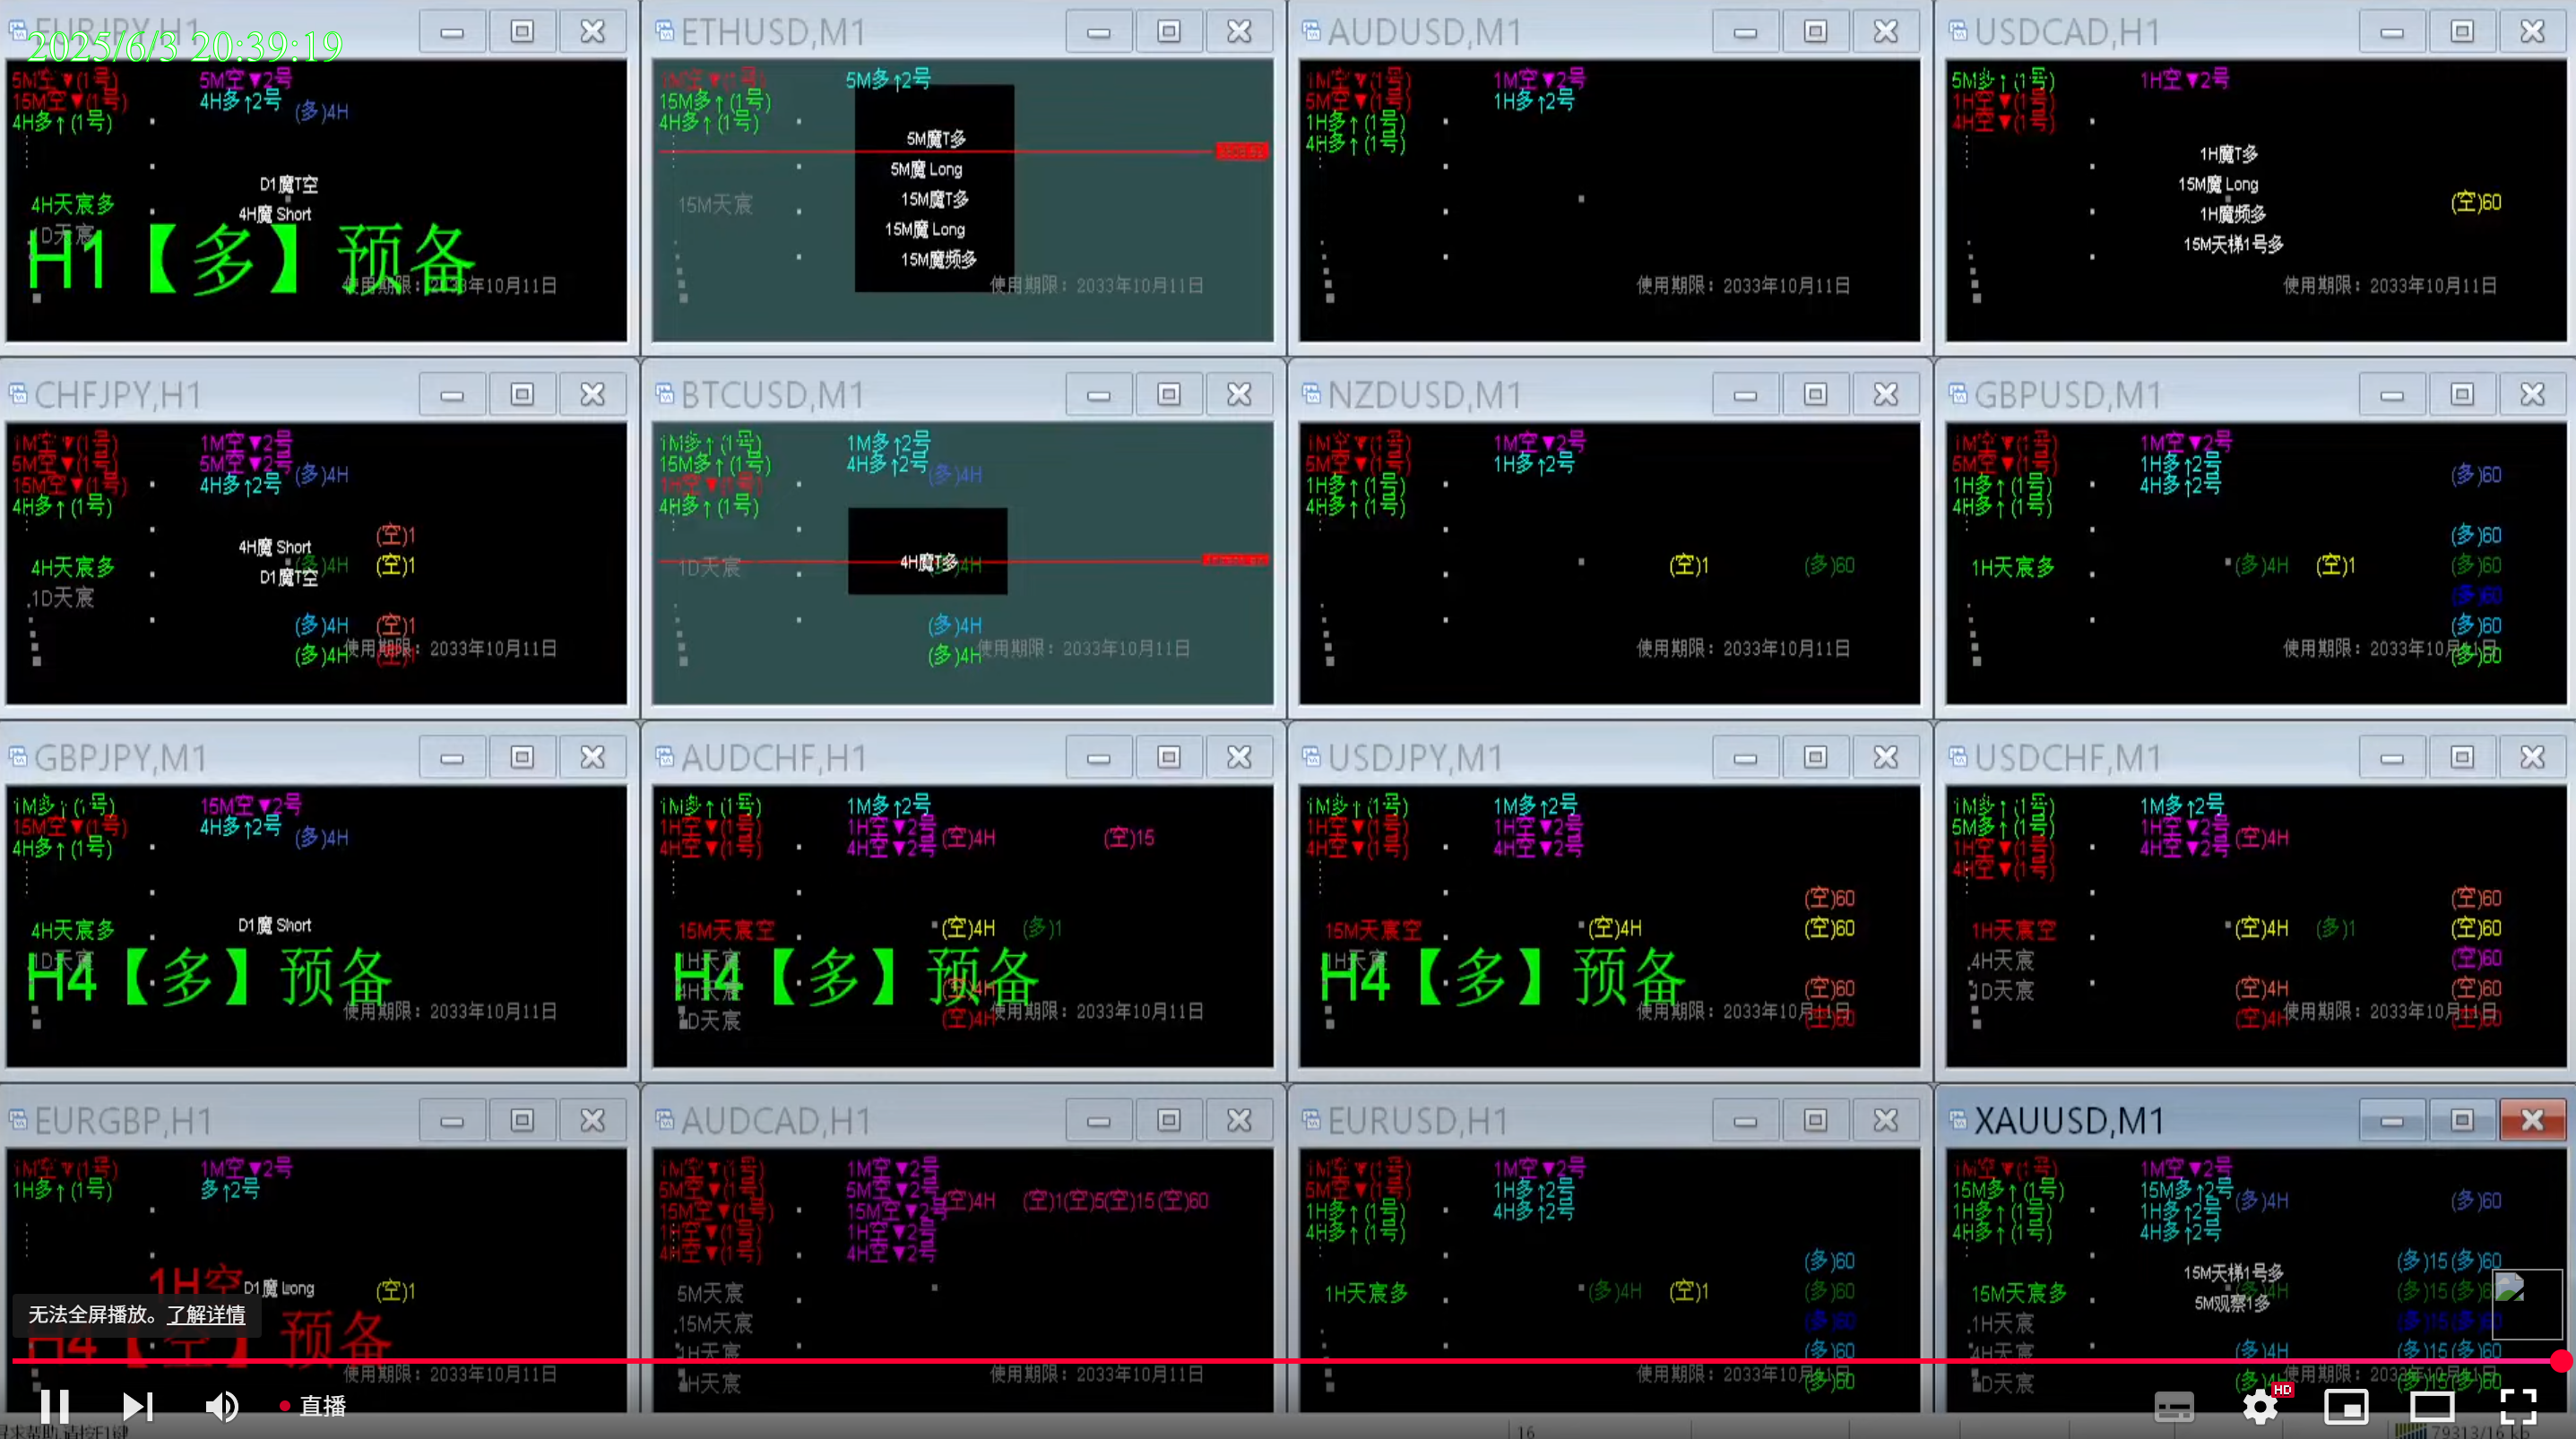 2025/6/3 20:39:19
EURJPY,H1
5M空▼(1号)
5M空▼2号
15M空▼(1号)
4H多↑2号
(多)4H
4H多↑(1号)
D1魔T空
4H天宸多
4H魔 Short
1D天宸
H1【多】预备
使用期限：2033年10月11日
ETHUSD,M1
1M空▼(1号)
5M多↑2号
15M多↑(1号)
4H多↑(1号)
5M魔T多
5M魔 Long
15M魔T多
15M天宸
15M魔 Long
15M魔频多
使用期限：2033年10月11日
AUDUSD,M1
1M空▼(1号)
1M空▼2号
5M空▼(1号)
1H多↑2号
1H多↑(1号)
4H多↑(1号)
使用期限：2033年10月11日
USDCAD,H1
5M多↑(1号)
1H空▼2号
1H空▼(1号)
4H空▼(1号)
1H魔T多
15M魔 Long
(空)60
1H魔频多
15M天梯1号多
使用期限：2033年10月11日
CHFJPY,H1
1M空▼(1号)
1M空▼2号
5M空▼(1号)
5M空▼2号
(多)4H
15M空▼(1号)
4H多↑2号
4H多↑(1号)
(空)1
4H魔 Short
4H天宸多
(多)4H
(空)1
D1魔T空
1D天宸
(多)4H
(空)1
使用期限：2033年10月11日
(多)4H
(空)1
BTCUSD,M1
1M多↑(1号)
1M多↑2号
15M多↑(1号)
4H多↑2号
(多)4H
1H空▼(1号)
4H多↑(1号)
1D天宸
4H魔T多
(多)4H
使用期限：2033年10月11日
(多)4H
NZDUSD,M1
1M空▼(1号)
1M空▼2号
5M空▼(1号)
1H多↑2号
1H多↑(1号)
4H多↑(1号)
(空)1
(多)60
使用期限：2033年10月11日
GBPUSD,M1
1M空▼(1号)
1M空▼2号
5M空▼(1号)
1H多↑2号
(多)60
1H多↑(1号)
4H多↑2号
4H多↑(1号)
(多)60
1H天宸多
(多)4H
(空)1
(多)60
(多)60
(多)60
使用期限：2033年10月11日
(多)60
GBPJPY,M1
1M多↑(1号)
15M空▼2号
15M空▼(1号)
4H多↑2号
(多)4H
4H多↑(1号)
4H天宸多
D1魔 Short
1D天宸
H4【多】预备
使用期限：2033年10月11日
AUDCHF,H1
1M多↑(1号)
1M多↑2号
1H空▼(1号)
1H空▼2号
(空)4H
(空)15
4H空▼(1号)
4H空▼2号
15M天宸空
(空)4H
(多)1
1H天宸
H4【多】预备
4H天宸
(空)4H
使用期限：2033年10月11日
1D天宸
(空)4H
USDJPY,M1
1M多↑(1号)
1M多↑2号
1H空▼(1号)
1H空▼2号
4H空▼(1号)
4H空▼2号
(空)60
15M天宸空
(空)4H
(空)60
1H天宸
H4【多】预备
(空)60
使用期限：2033年10月11日
(空)60
USDCHF,M1
1M多↑(1号)
1M多↑2号
5M多↑(1号)
1H空▼2号
(空)4H
1H空▼(1号)
4H空▼2号
4H空▼(1号)
(空)60
1H天宸空
(空)4H
(多)1
(空)60
4H天宸
(空)60
1D天宸
(空)4H
(空)60
使用期限：2033年10月11日
(空)4H
(空)60
EURGBP,H1
1M空▼(1号)
1M空▼2号
1H多↑(1号)
多↑2号
1H空
D1魔 Long
(空)1
无法全屏播放。了解详情
H4【空】预备
使用期限：2033年10月11日
AUDCAD,H1
1M空▼(1号)
1M空▼2号
5M空▼(1号)
5M空▼2号
(空)4H
(空)1(空)5(空)15(空)60
15M空▼(1号)
15M空▼2号
1H空▼(1号)
1H空▼2号
4H空▼(1号)
4H空▼2号
5M天宸
15M天宸
1H天宸
使用期限：2033年10月11日
4H天宸
EURUSD,H1
1M空▼(1号)
1M空▼2号
5M空▼(1号)
1H多↑2号
1H多↑(1号)
4H多↑2号
4H多↑(1号)
(多)60
1H天宸多
(多)4H
(空)1
(多)60
(多)60
(多)60
使用期限：2033年10月11日
(多)60
XAUUSD,M1
1M空▼(1号)
1M空▼2号
15M多↑(1号)
15M多↑2号
(多)4H
(多)60
1H多↑(1号)
1H多↑2号
4H多↑(1号)
4H多↑2号
(多)15(多)60
15M天梯1号多
15M天宸多
(多)15(多)6
5M观察1多
1H天宸
(多)15(多)60
4H天宸
(多)4H
(多)15(多)60
使用期限：2033年10月11日
1D天宸
(多)4H
(多)15(多)60
直播
HD
16
79313/16 kb